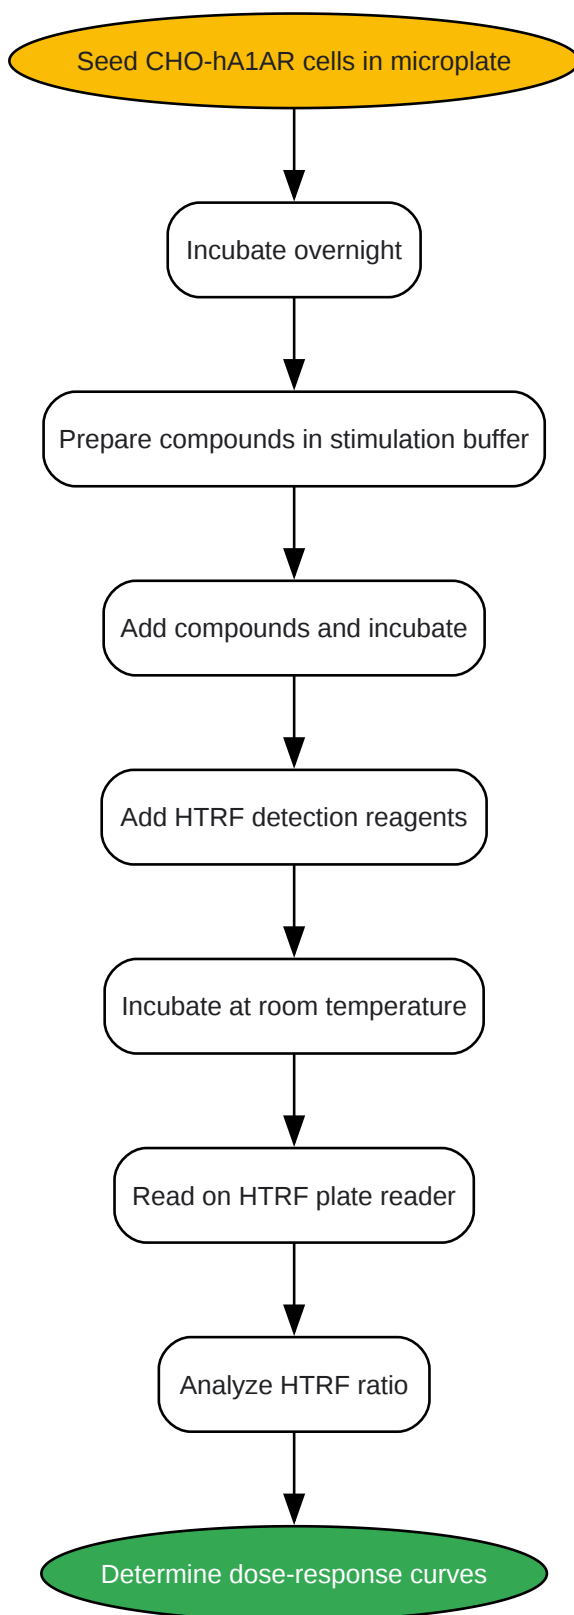 Seed CHO-hA1AR cells in microplate
Incubate overnight
Prepare compounds in stimulation buffer
Add compounds and incubate
Add HTRF detection reagents
Incubate at room temperature
Read on HTRF plate reader
Analyze HTRF ratio
Determine dose-response curves